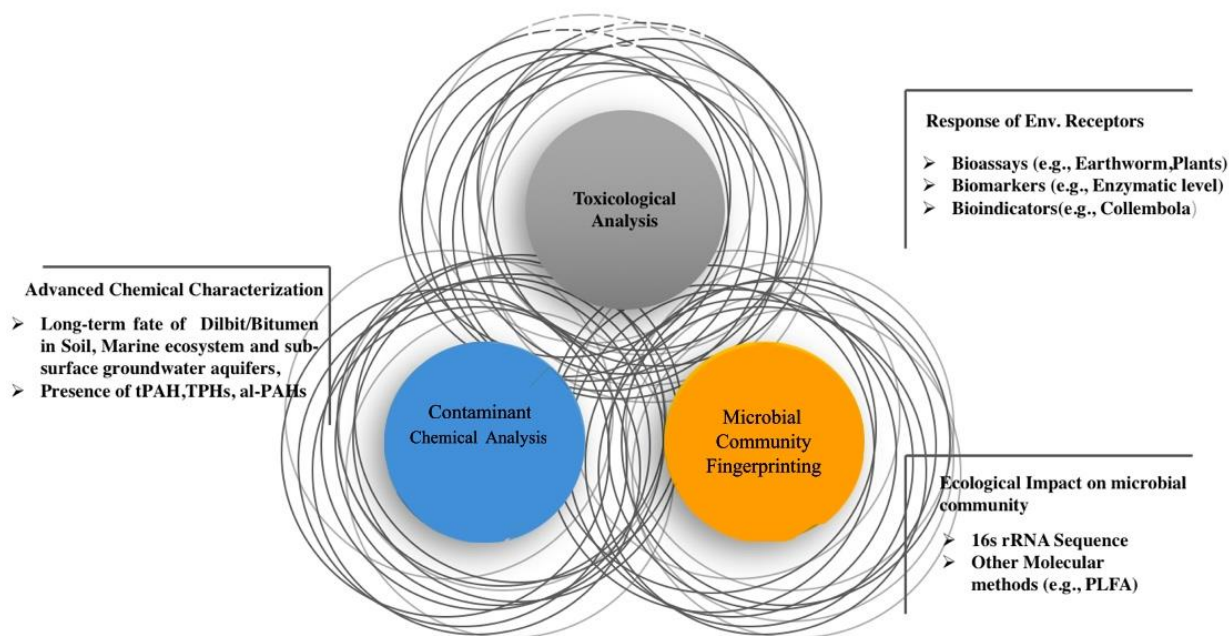 Toxicological
Analysis
Response of Env. Receptors
➢ Bioassays (e.g., Earthworm,Plants)
➢ Biomarkers (e.g., Enzymatic level)
➢ Bioindicators(e.g., Collembola)
Advanced Chemical Characterization
➢ Long-term fate of Dilbit/Bitumen
in Soil, Marine ecosystem and sub-
surface groundwater aquifers,
➢ Presence of tPAH,TPHs, al-PAHs
Contaminant
Chemical Analysis
Microbial
Community
Fingerprinting
Ecological Impact on microbial
community
➢ 16s rRNA Sequence
➢ Other Molecular
methods (e.g., PLFA)